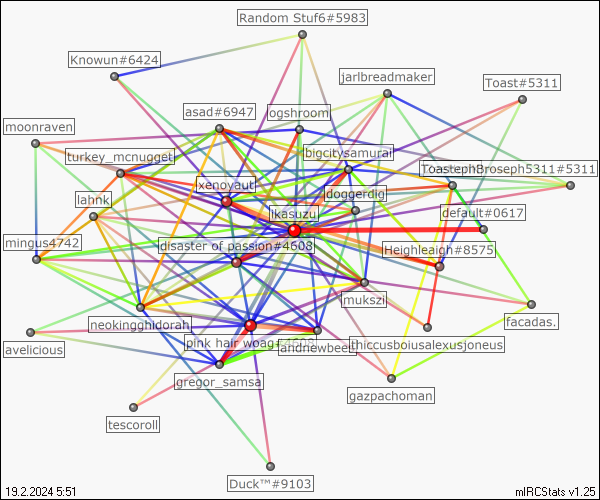 Random Stuf6#5983
Knowun#6424
jarlbreadmaker
Toast#5311
asad#6947
ogshroom
moonraven
turkey_mcnugget
bigcitysamurai
ToastephBroseph5311#5311
xenoyauti
doggerdig
lahnk
ikasuzu
default#0617
mingus4742
disaster of passion#4608
Heighleaigh#8575
mukszi
neokingghidorah
facadas.
avelicious
pink hair woag
andnewbeer
thiccusboiusalexusjoneus
gregor_samsa
gazpachoman
tescoroll
Duck™#9103
19.2.2024 5:51
mIRCStats v1.25